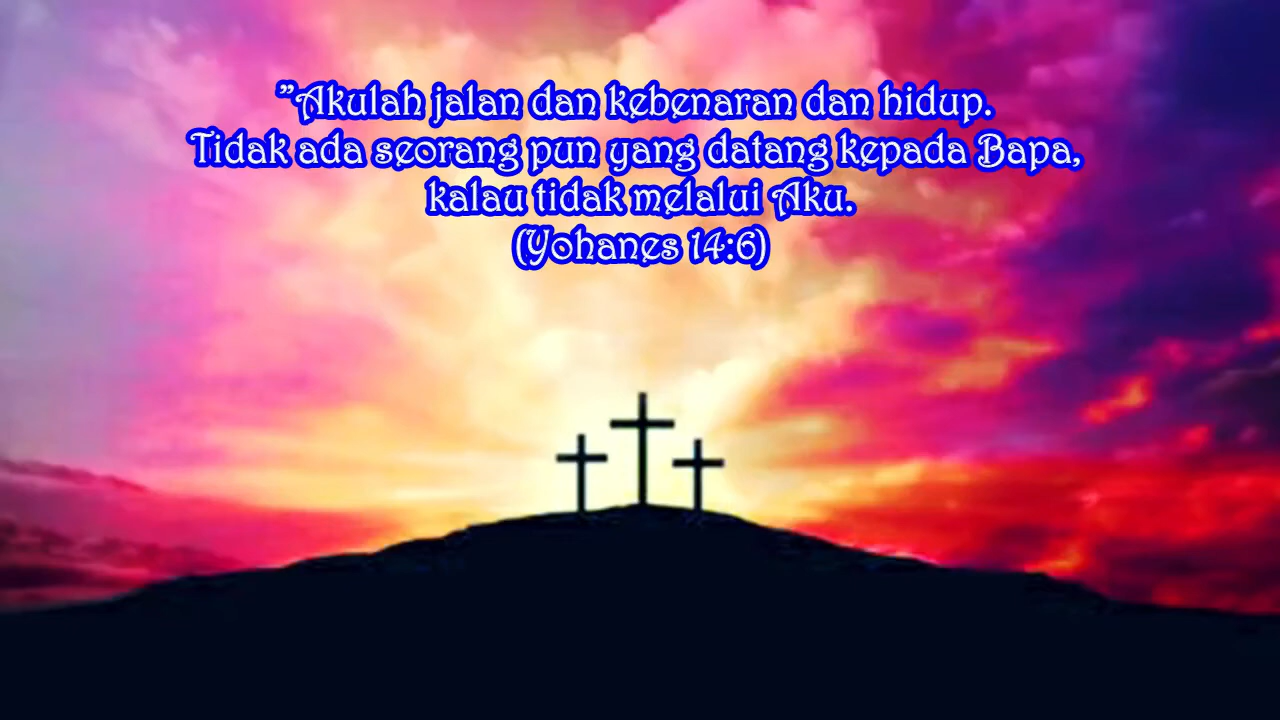 ”Akulah jalan dan kebenaran dan hidup.
Tidak ada seorang pun yang datang kepada Bapa,
kalau tidak melalui Aku.
(Yohanes 14:6)